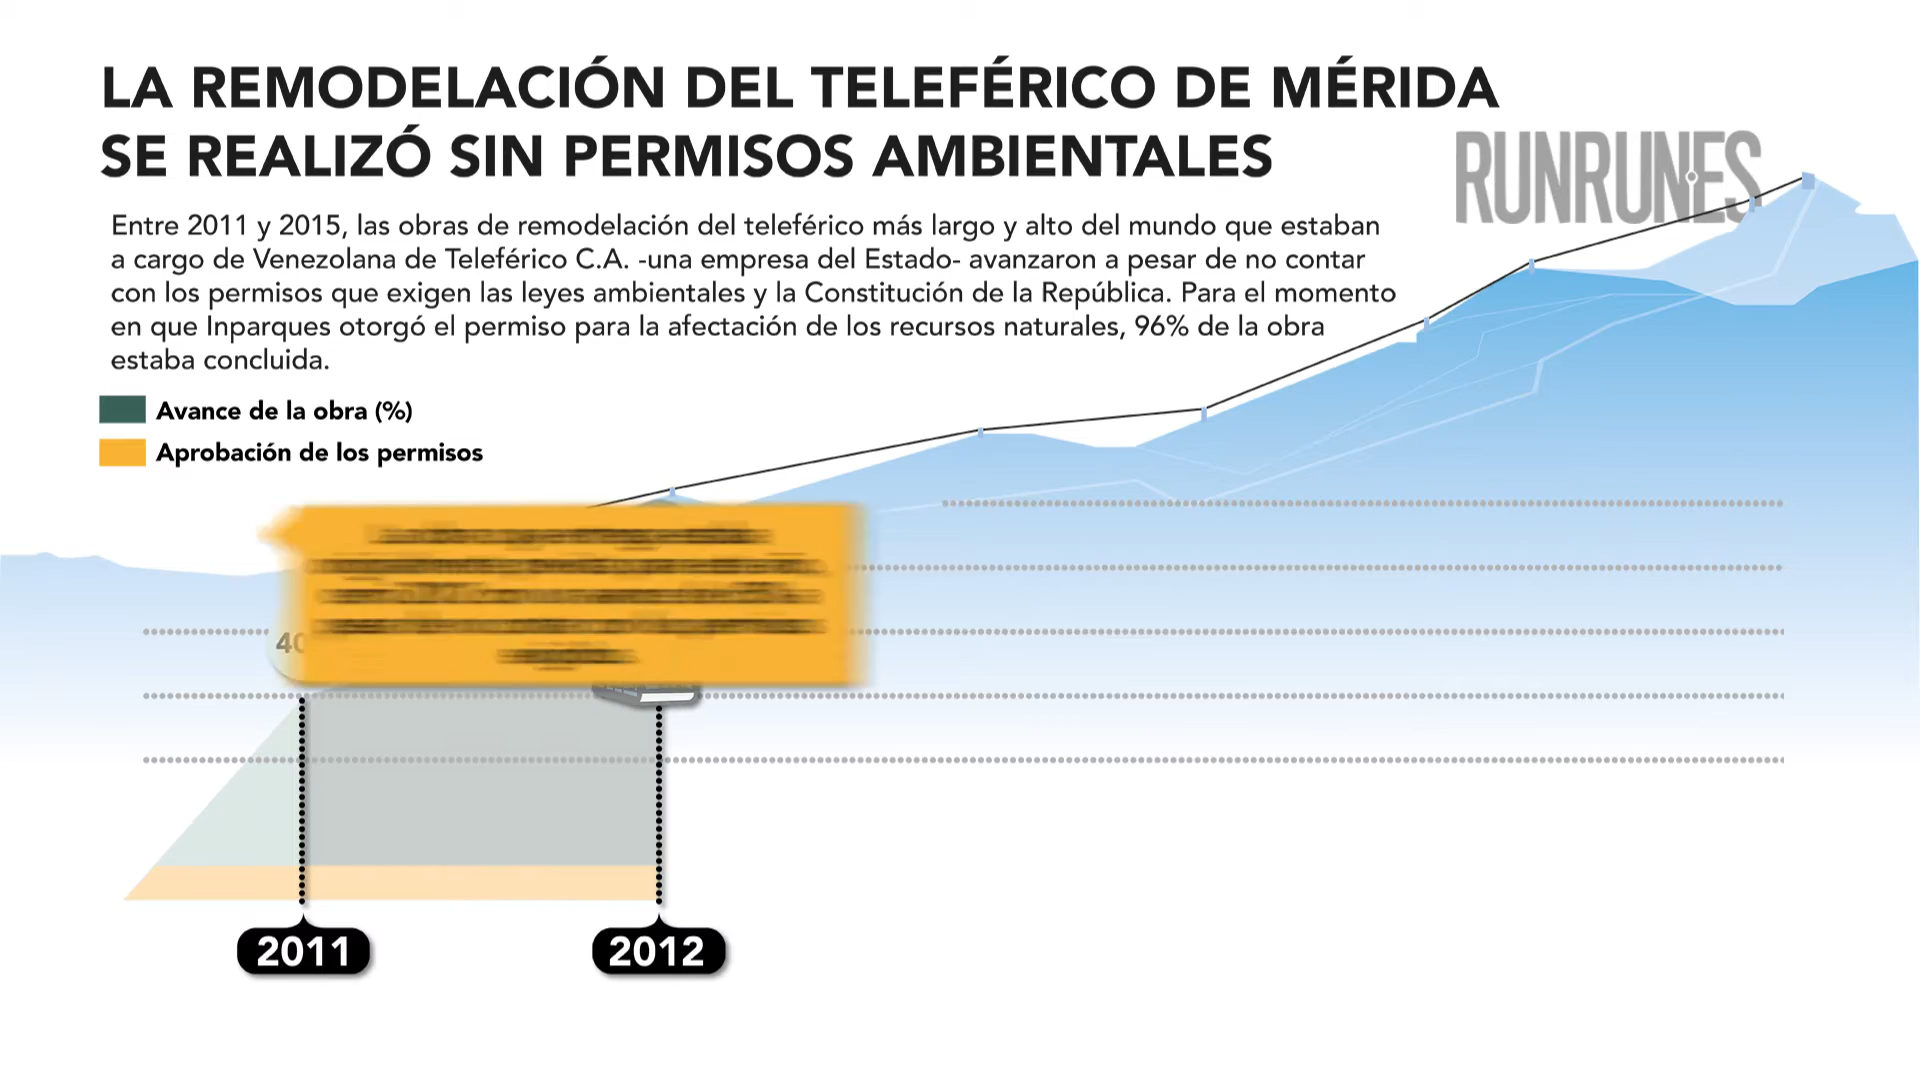 LA REMODELACIÓN DEL TELEFÉRICO DE MÉRIDA
SE REALIZÓ SIN PERMISOS AMBIENTALES
RUNRUNES
Entre 2011 y 2015, las obras de remodelación del teleférico más largo y alto del mundo que estaban
a cargo de Venezolana de Teleférico C.A. -una empresa del Estado- avanzaron a pesar de no contar
con los permisos que exigen las leyes ambientales y la Constitución de la República. Para el momento
en que Inparques otorgó el permiso para la afectación de los recursos naturales, 96% de la obra
estaba concluida.
Avance de la obra (%)
Aprobación de los permisos
40
2011
2012